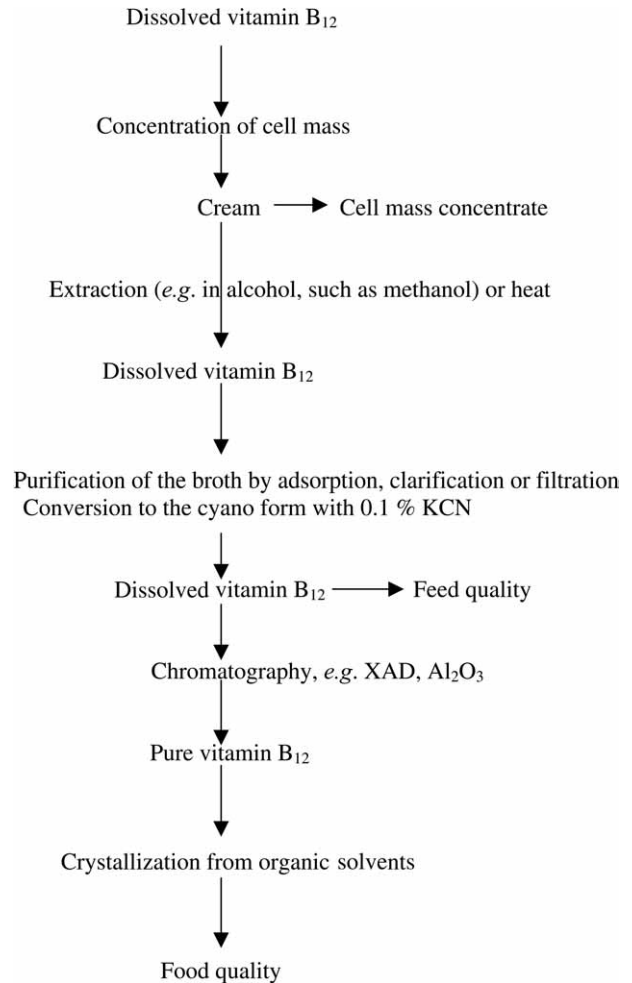 Dissolved vitamin B₁₂
Concentration of cell mass
Cream
Cell mass concentrate
Extraction (e.g. in alcohol, such as methanol) or heat
Dissolved vitamin B₁₂
Purification of the broth by adsorption, clarification or filtration
Conversion to the cyano form with 0.1 % KCN
Dissolved vitamin B₁₂
Feed quality
Chromatography, e.g. XAD, Al₂O₃
Pure vitamin B₁₂
Crystallization from organic solvents
Food quality